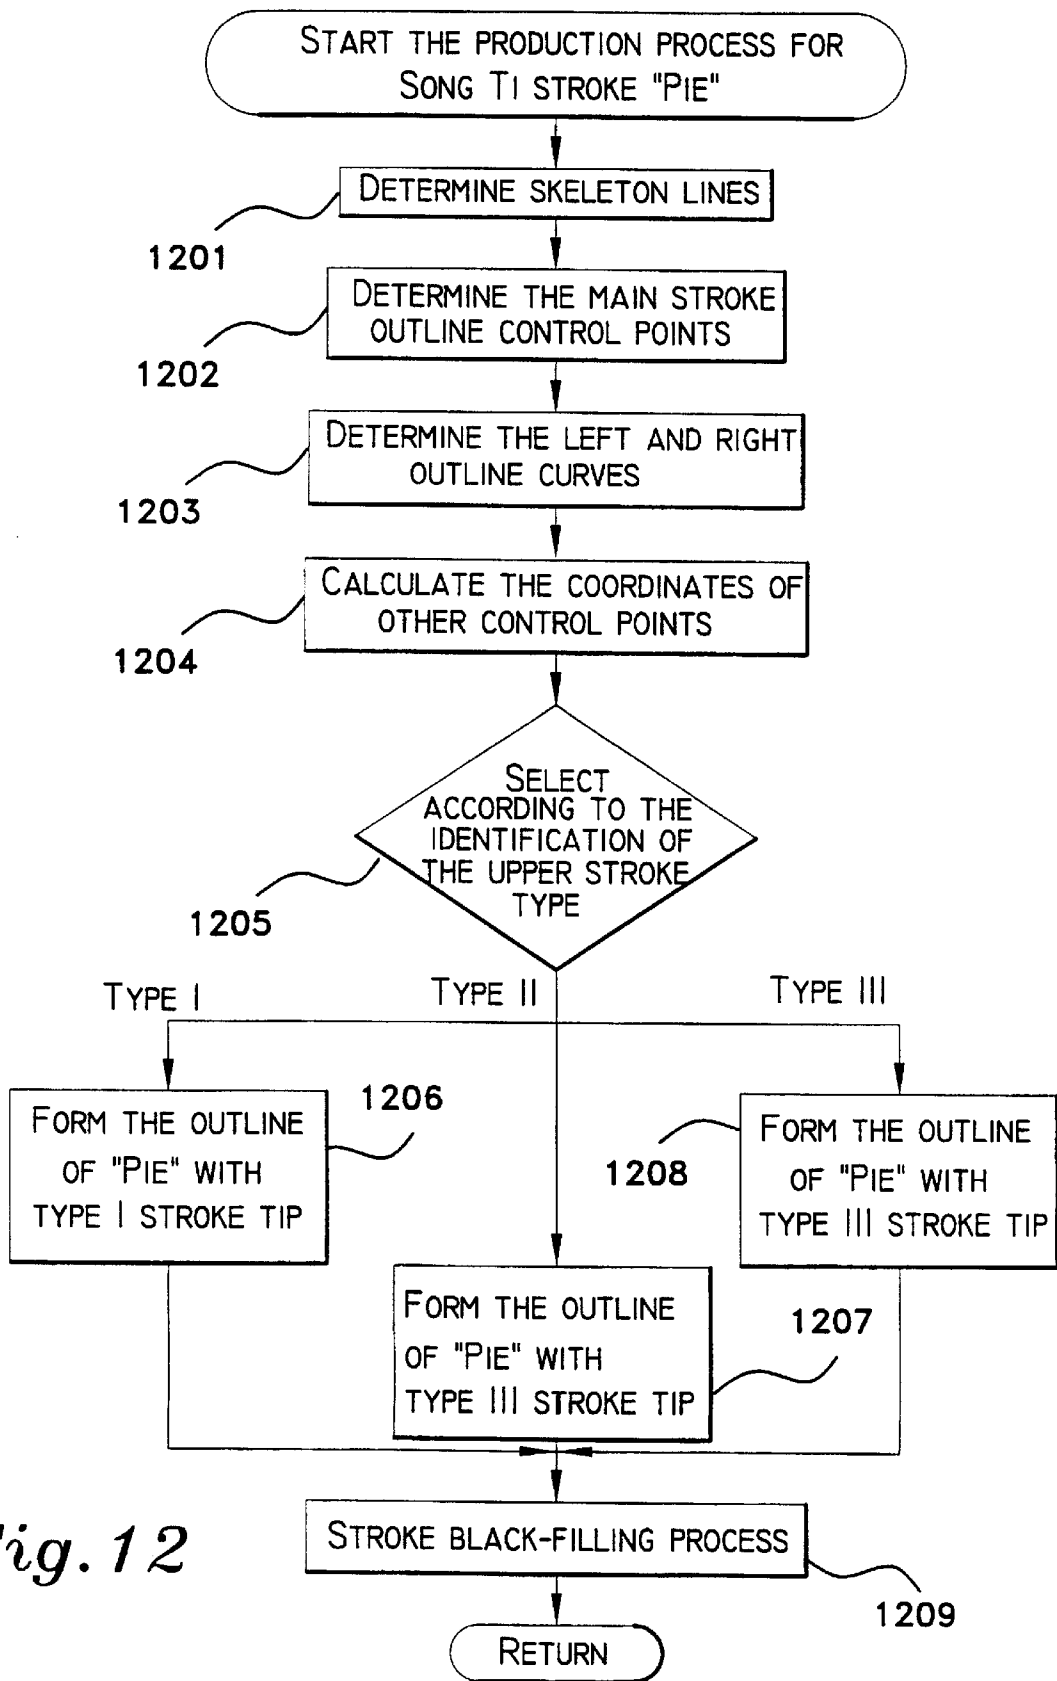 START THE PRODUCTION PROCESS FOR
SONG TI STROKE "PIE"
DETERMINE SKELETON LINES
1201
DETERMINE THE MAIN STROKE
OUTLINE CONTROL POINTS
1202
DETERMINE THE LEFT AND RIGHT
OUTLINE CURVES
1203
CALCULATE THE COORDINATES OF
OTHER CONTROL POINTS
1204
SELECT
ACCORDING TO THE
IDENTIFICATION OF
THE UPPER STROKE
TYPE
1205
TYPE I
TYPE II
TYPE III
FORM THE OUTLINE
OF "PIE" WITH
TYPE I STROKE TIP
1206
1208
FORM THE OUTLINE
OF "PIE" WITH
TYPE III STROKE TIP
FORM THE OUTLINE
OF "PIE" WITH
TYPE III STROKE TIP
1207
STROKE BLACK-FILLING PROCESS
1209
Fig. 12
RETURN